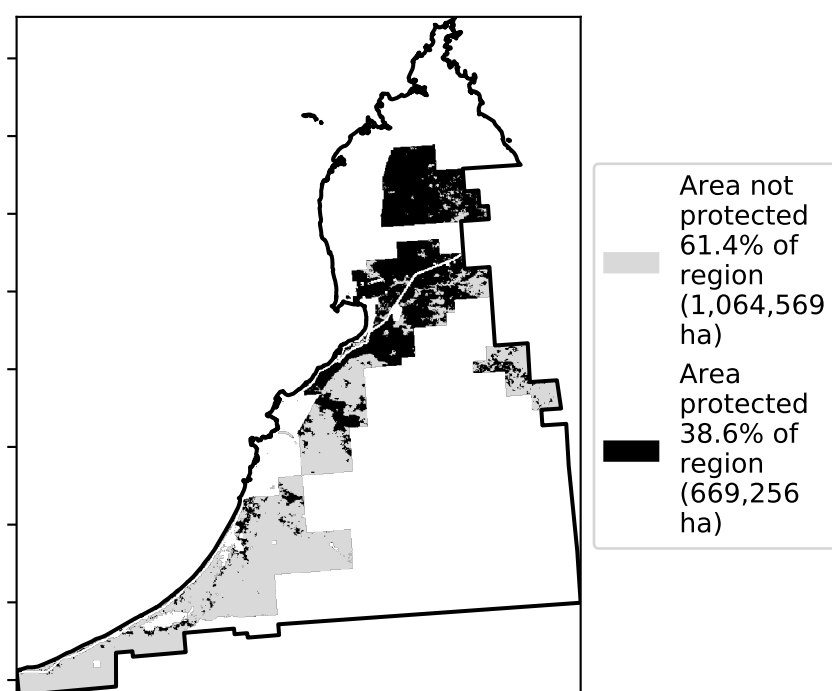 Area not
protected
61.4% of
region
(1,064,569
ha)
Area
protected
38.6% of
region
(669,256
ha)